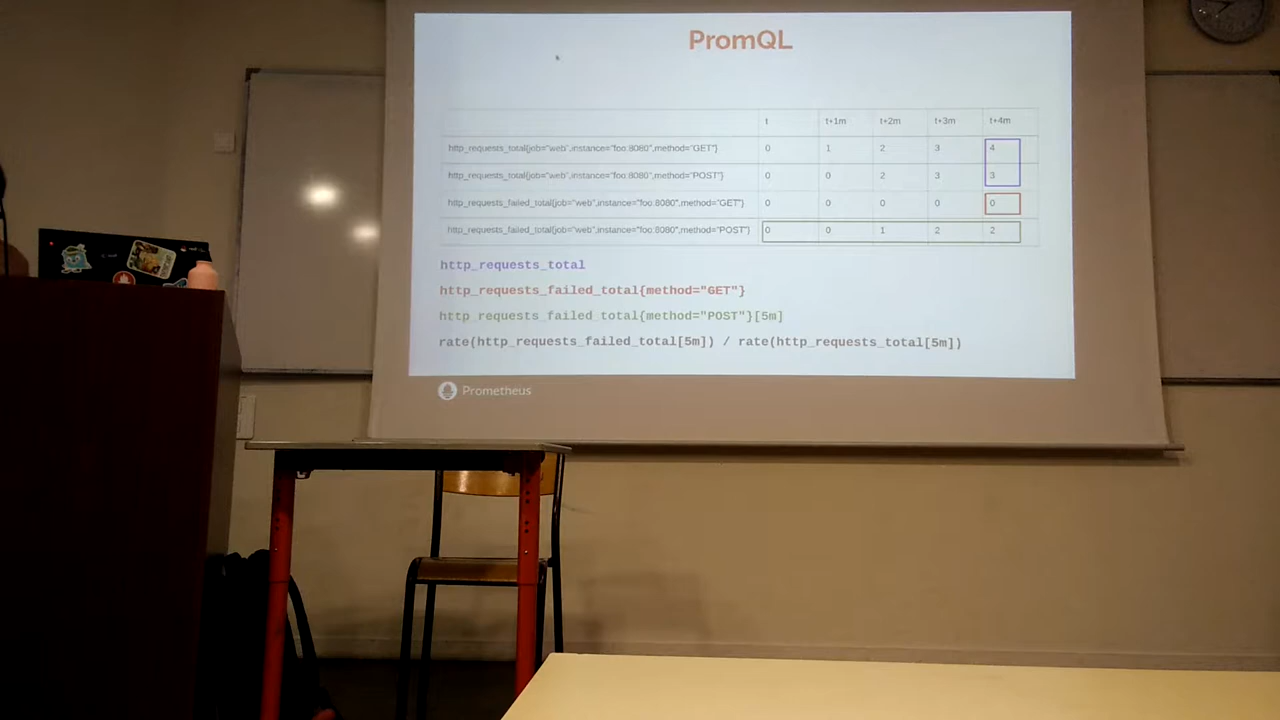 PromQL
t t+1m t+2m t+3m t+4m
http_requests_total{job="web",instance="foo:8080",method="GET"} 0 1 2 3 4
http_requests_total{job="web",instance="foo:8080",method="POST"} 0 0 2 3 3
http_requests_failed_total{job="web",instance="foo:8080",method="GET"} 0 0 0 0 0
http_requests_failed_total{job="web",instance="foo:8080",method="POST"} 0 0 1 2 2
http_requests_total
http_requests_failed_total{method="GET"}
http_requests_failed_total{method="POST"}[5m]
rate(http_requests_failed_total[5m]) / rate(http_requests_total[5m])
Prometheus